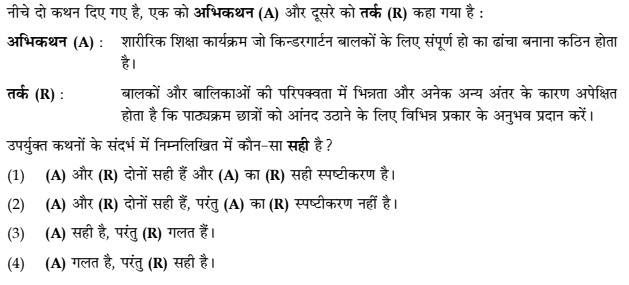 नीचे दो कथन दिए गए है, एक को अभिकथन (A) और दूसरे को तर्क (R) कहा गया है :
अभिकथन (A) : शारीरिक शिक्षा कार्यक्रम जो किन्डरगार्टन बालकों के लिए संपूर्ण हो का ढांचा बनाना कठिन होता
है।
तर्क (R) : बालकों और बालिकाओं की परिपक्वता में भिन्नता और अनेक अन्य अंतर के कारण अपेक्षित
होता है कि पाठ्यक्रम छात्रों को आंनद उठाने के लिए विभिन्न प्रकार के अनुभव प्रदान करें।
उपर्युक्त कथनों के संदर्भ में निम्नलिखित में कौन-सा सही है ?
(1) (A) और (R) दोनों सही हैं और (A) का (R) सही स्पष्टीकरण है।
(2) (A) और (R) दोनों सही हैं, परंतु (A) का (R) स्पष्टीकरण नहीं है।
(3) (A) सही है, परंतु (R) गलत हैं।
(4) (A) गलत है, परंतु (R) सही है।